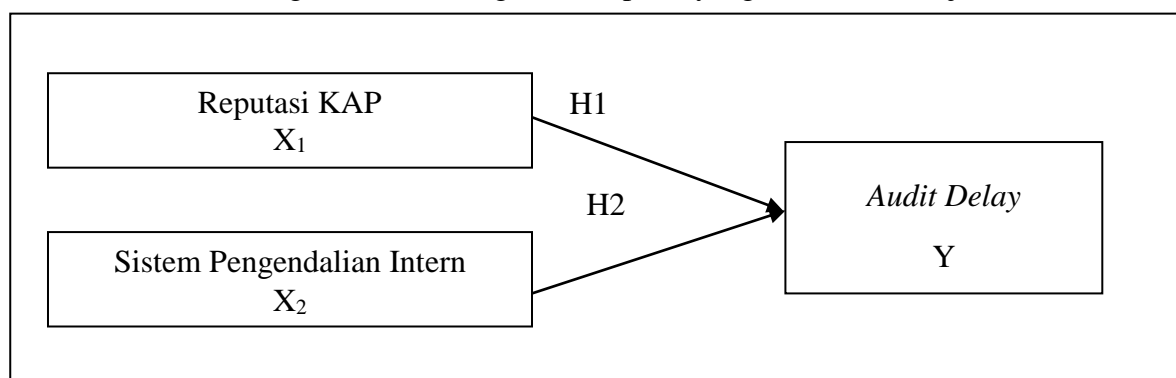 Reputasi KAP
X₁
H1
Audit Delay
Y
H2
Sistem Pengendalian Intern
X₂